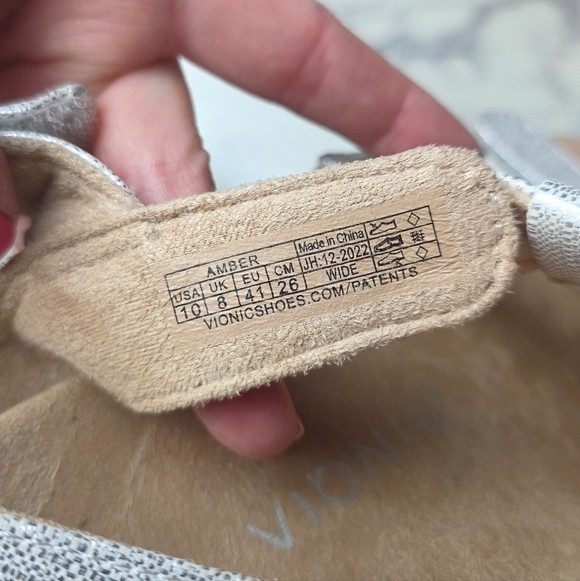 AMBER
USA UK EU CM
10 8 41 26
Made in China
JH-12-2022
WIDE
VIONICSHOES.COM/PATENTS
VIONIC